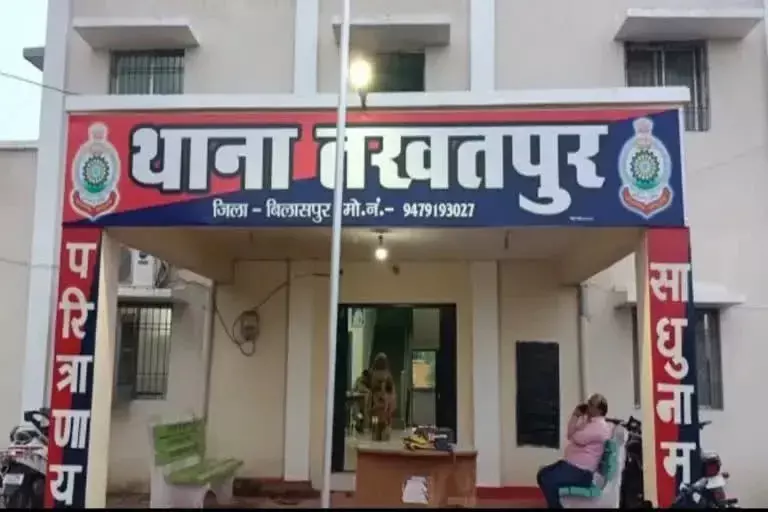 थाना तखतपुर
जिला - बिलासपुर मो.नं.- 9479193027
परित्राणाय
साधुनाम